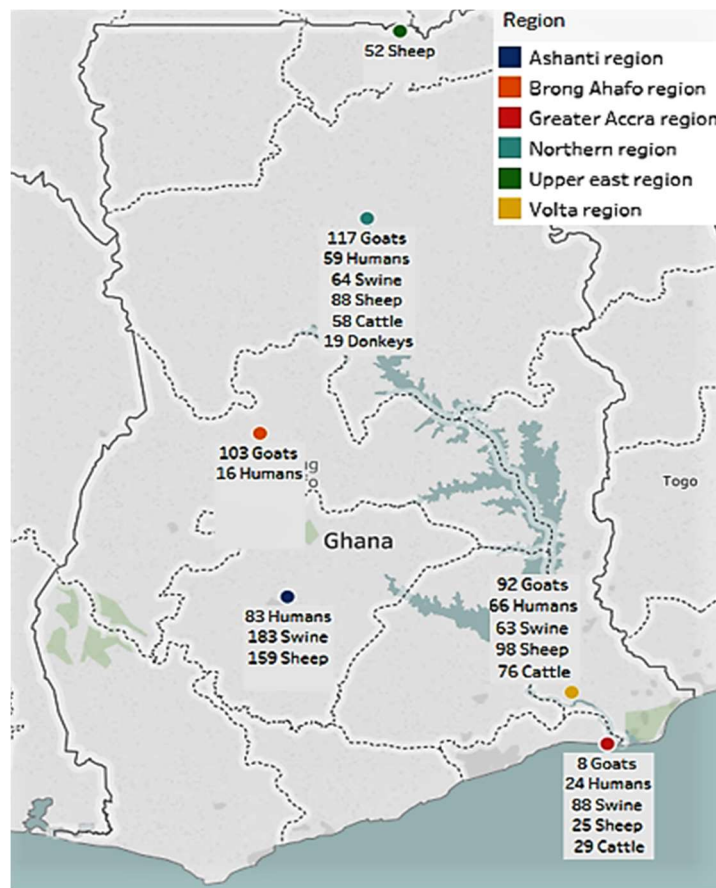 52 Sheep
Region
Ashanti region
Brong Ahafo region
Greater Accra region
Northern region
Upper east region
Volta region
117 Goats
59 Humans
64 Swine
88 Sheep
58 Cattle
19 Donkeys
103 Goats
16 Humans
Togo
Ghana
83 Humans
183 Swine
159 Sheep
92 Goats
66 Humans
63 Swine
98 Sheep
76 Cattle
8 Goats
24 Humans
88 Swine
25 Sheep
29 Cattle